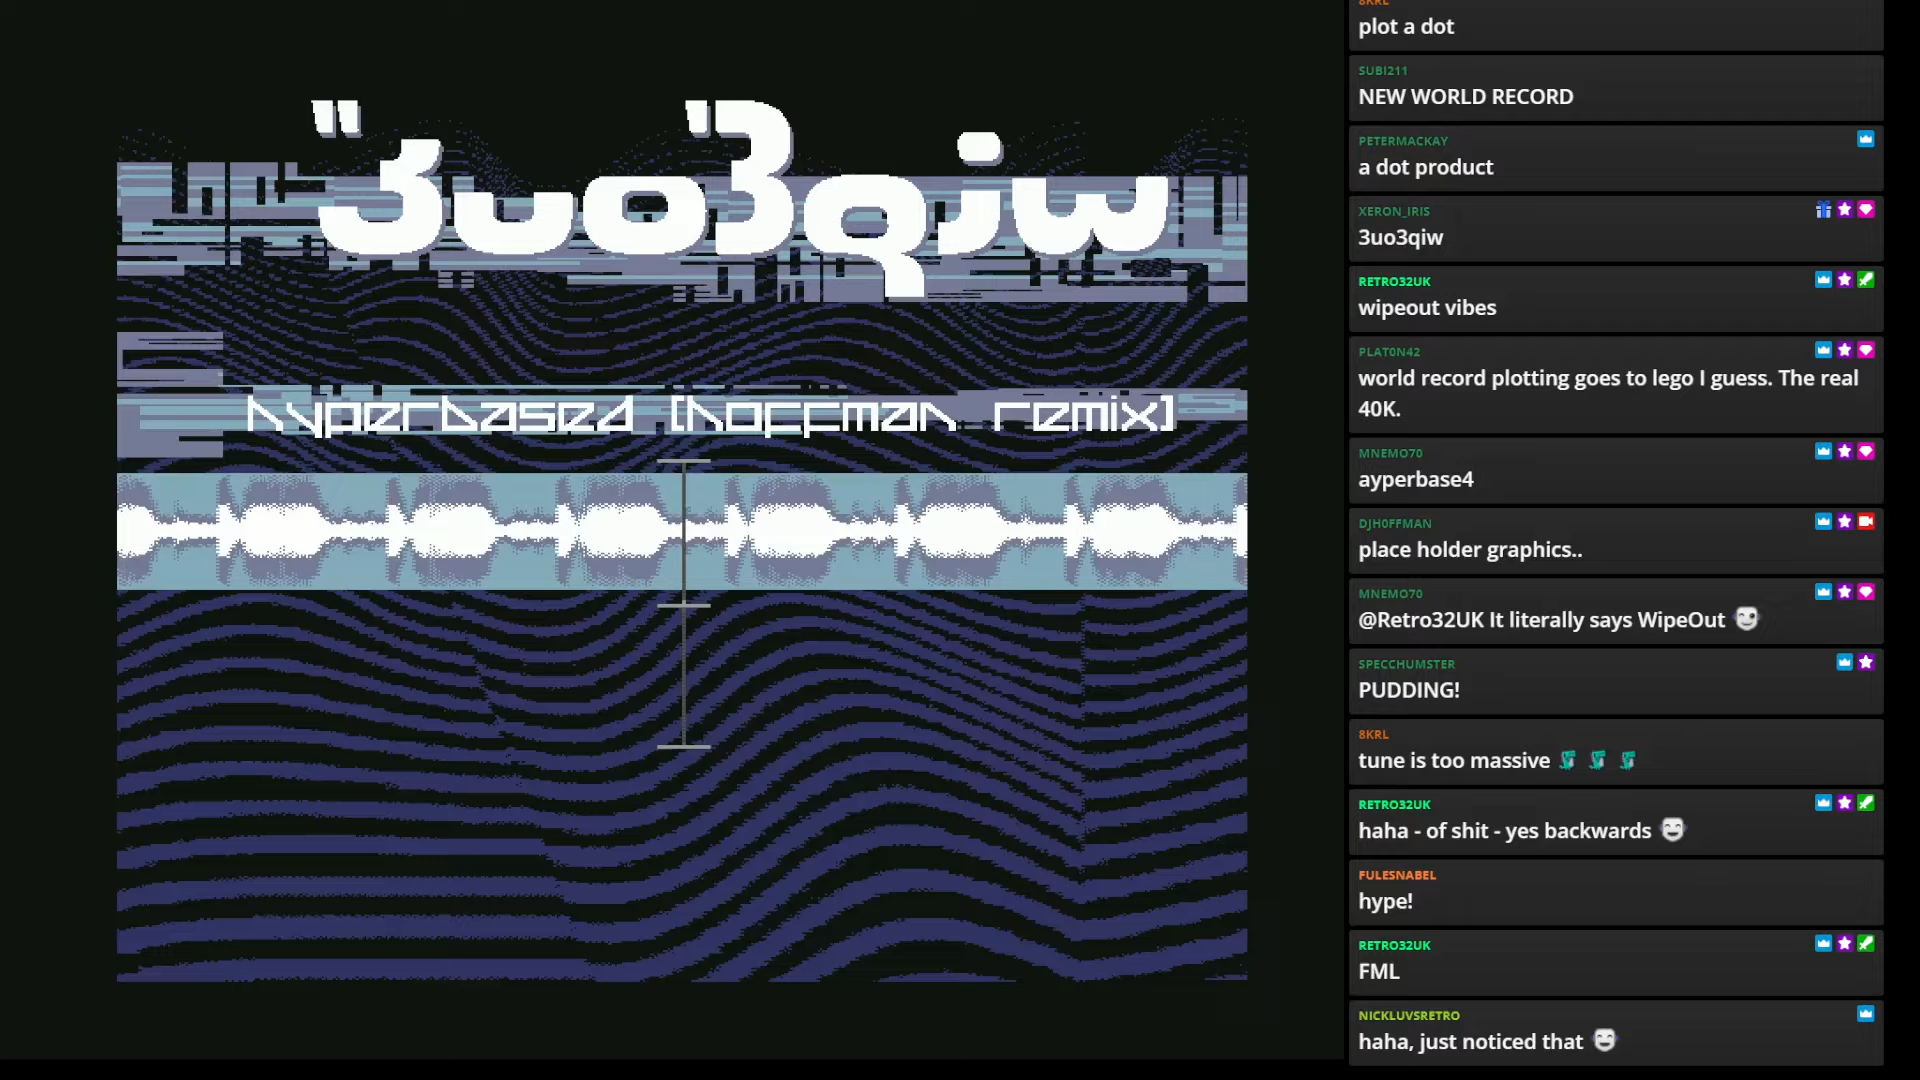 "3uo3qiw
hyperbased [hoffman remix]
8KRL
plot a dot
SUBI211
NEW WORLD RECORD
PETERMACKAY
a dot product
XERON_IRIS
3uo3qiw
RETRO32UK
wipeout vibes
PLAT0N42
world record plotting goes to lego I guess. The real
40K.
MNEMO70
ayperbase4
DJH0FFMAN
place holder graphics..
MNEMO70
@Retro32UK It literally says WipeOut
SPECCHUMSTER
PUDDING!
8KRL
tune is too massive
RETRO32UK
haha - of shit - yes backwards
FULESNABEL
hype!
RETRO32UK
FML
NICKLUVSRETRO
haha, just noticed that